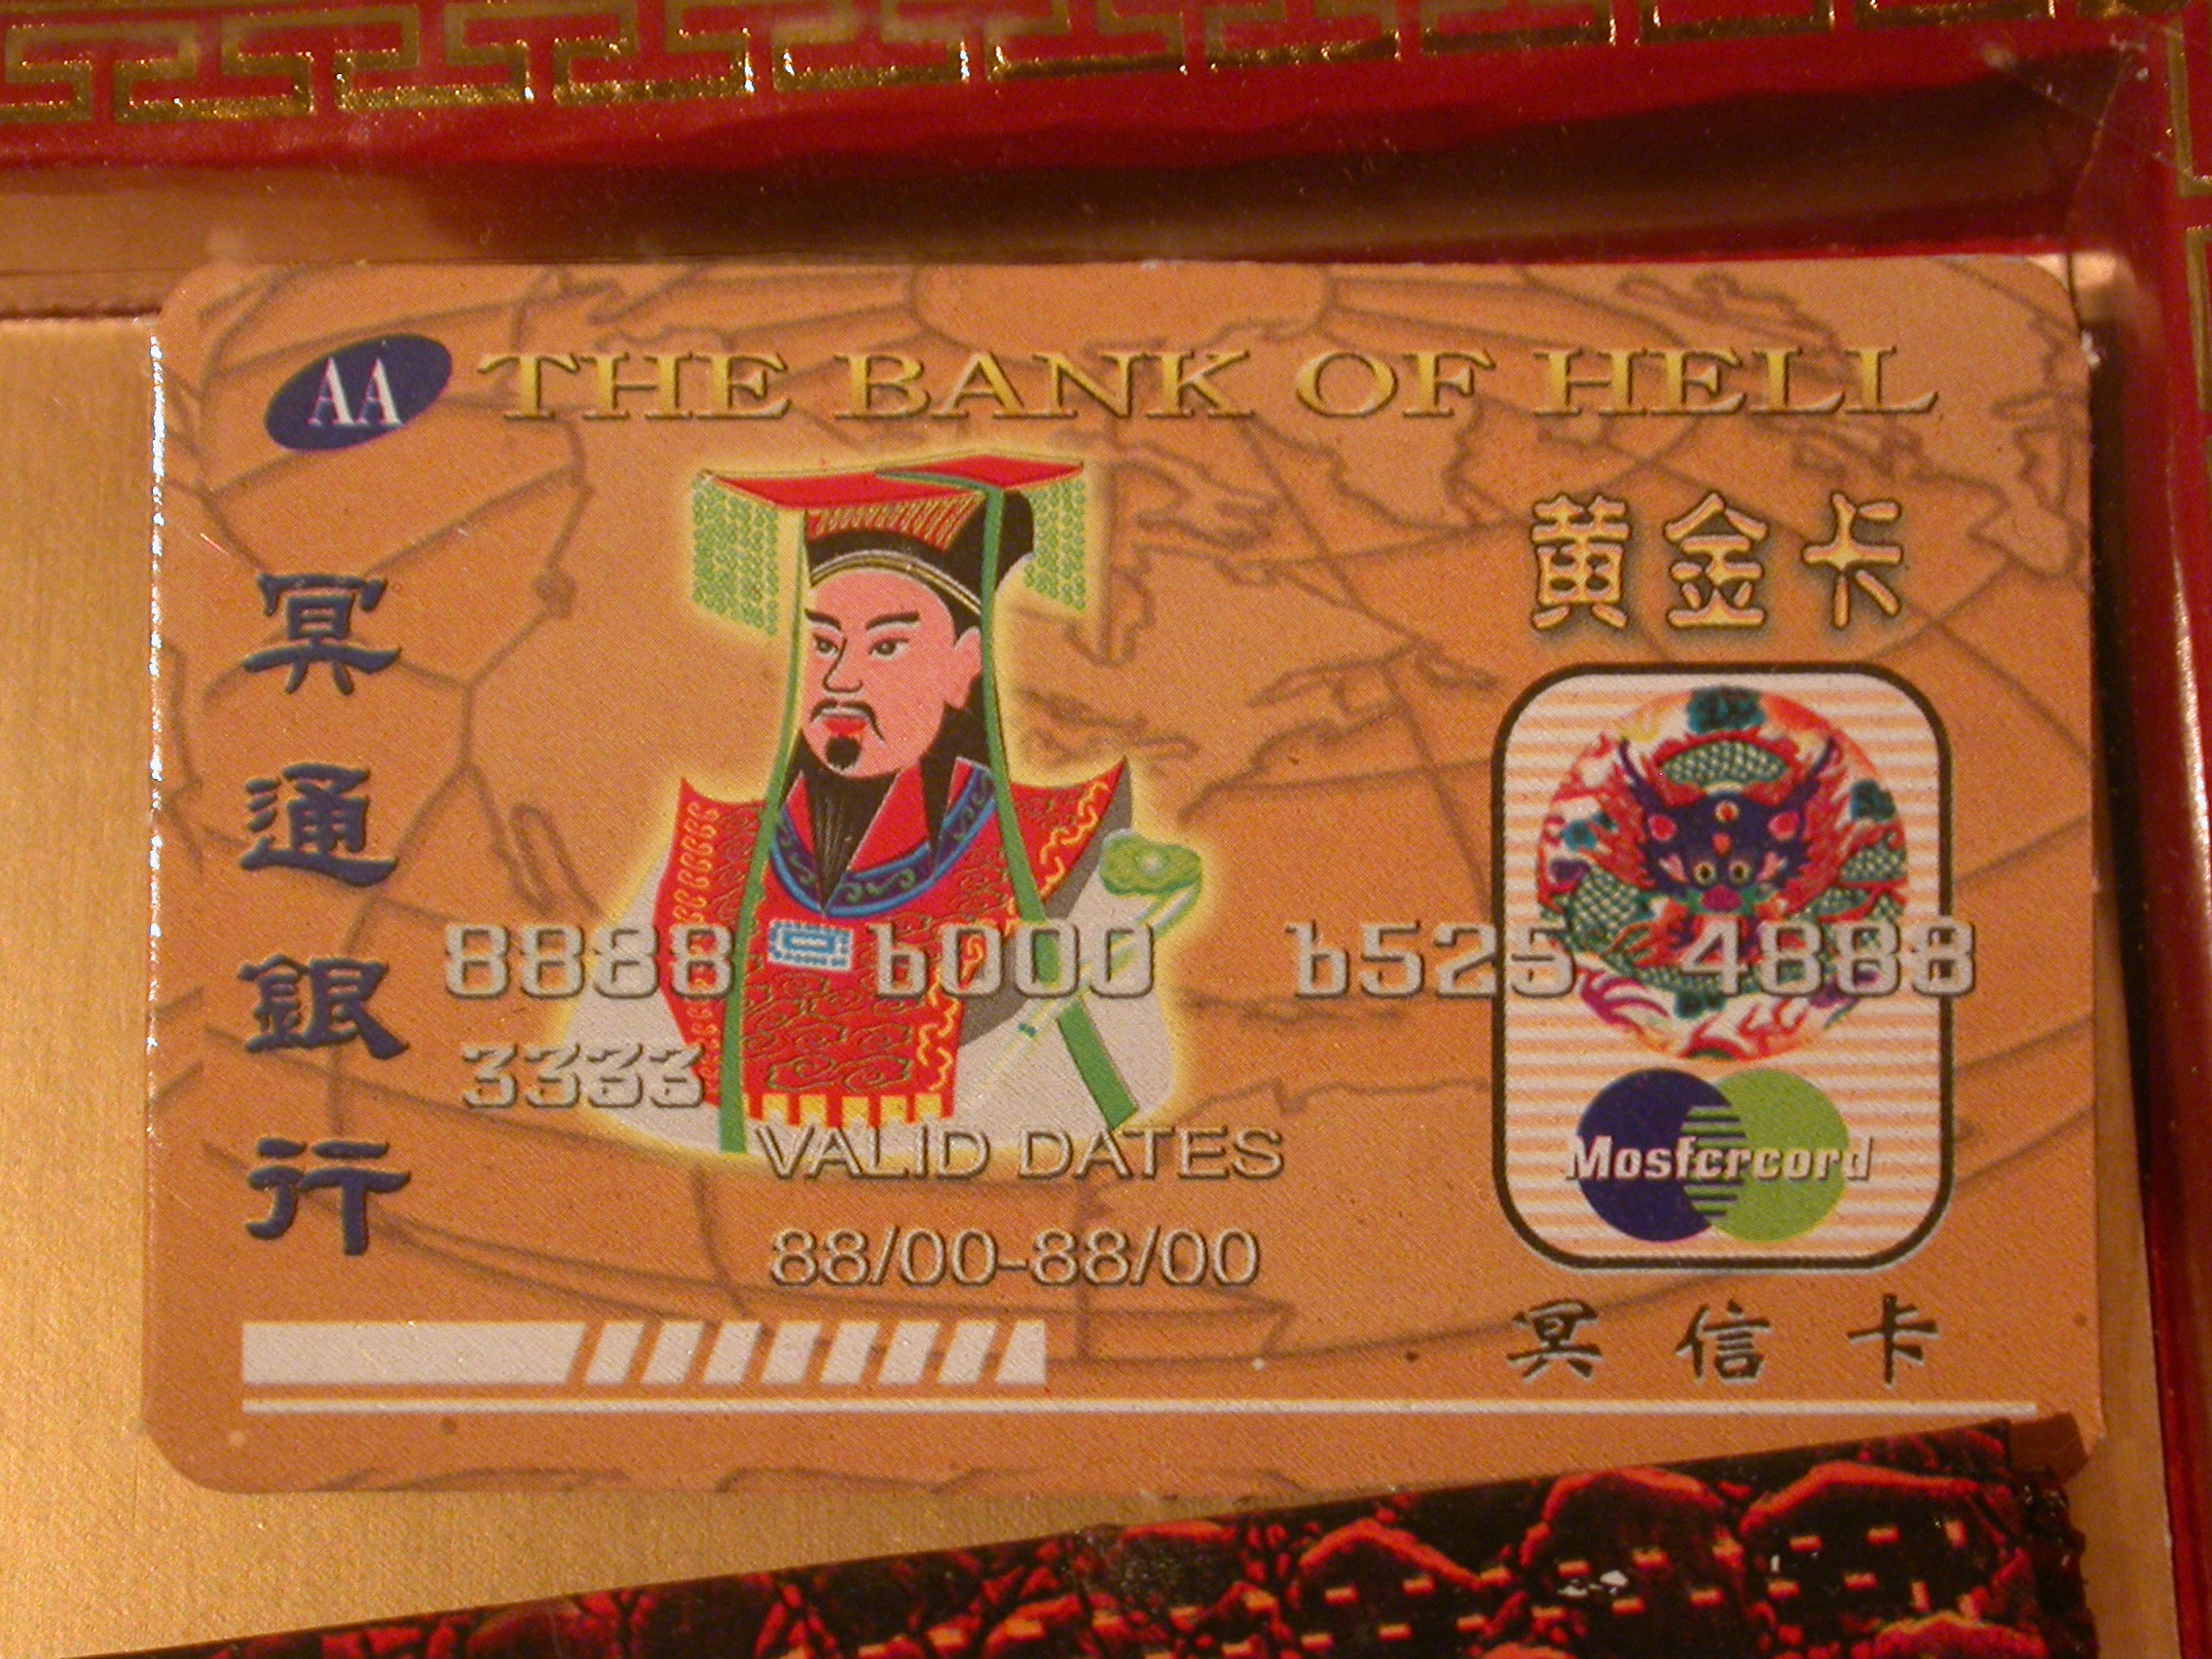 AA THE BANK OF HELL
黃金卡
冥通銀行
8888 b000 b525 4888
3333
VALID DATES
88/00-88/00
Mosfcrcord
冥信卡